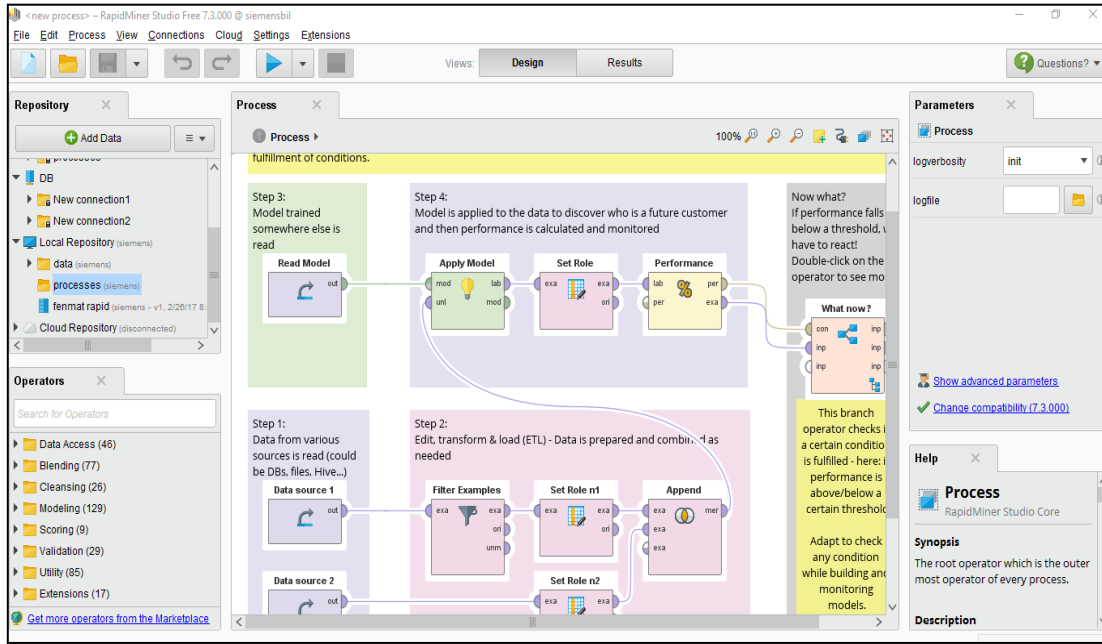 <new process> – RapidMiner Studio Free 7.3.000 @ siemensbil
File Edit Process View Connections Cloud Settings Extensions
Views: Design Results
Questions?
Repository
Add Data
processes
DB
New connection1
New connection2
Local Repository (siemens)
data (siemens)
processes (siemens)
fenmat rapid (siemens - v1, 2/26/17 8:
Cloud Repository (disconnected)
Operators
Search for Operators
Data Access (46)
Blending (77)
Cleansing (26)
Modeling (129)
Scoring (9)
Validation (29)
Utility (85)
Extensions (17)
Get more operators from the Marketplace
Process
Process
100%
fulfillment of conditions.
Step 3:
Model trained
somewhere else is
read
Read Model
out
Step 4:
Model is applied to the data to discover who is a future customer
and then performance is calculated and monitored
Apply Model
mod lab
unl mod
Set Role
exa exa
ori
Performance
lab per
per exa
Now what?
If performance falls
below a threshold,
have to react!
Double-click on the
operator to see mo
What now?
con inp
inp inp
inp inp
This branch
operator checks i
a certain conditio
is fulfilled - here: i
performance is
above/below a
certain threshold
Adapt to check
any condition
while building and
monitoring
models.
Step 1:
Data from various
sources is read (could
be DBs, files, Hive...)
Data source 1
out
Data source 2
out
Step 2:
Edit, transform & load (ETL) - Data is prepared and combined as
needed
Filter Examples
exa exa
ori
unm
Set Role n1
exa exa
ori
Append
exa mer
exa
exa
Set Role n2
exa exa
ori
Parameters
Process
logverbosity init
logfile
Show advanced parameters
Change compatibility (7.3.000)
Help
Process
RapidMiner Studio Core
Synopsis
The root operator which is the outer
most operator of every process.
Description